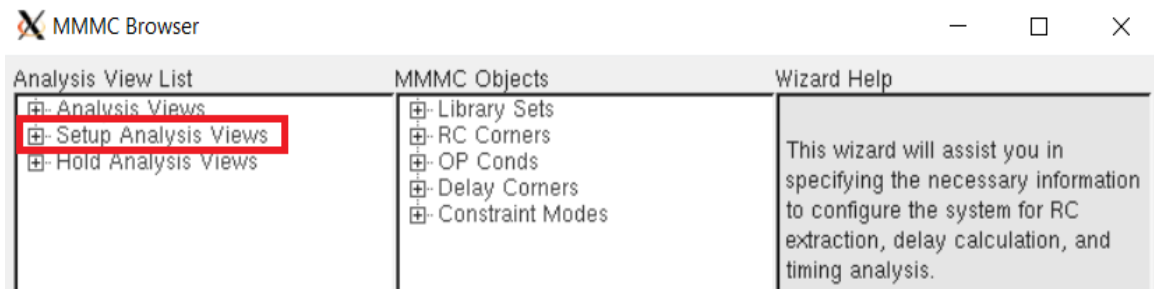 MMMC Browser
Analysis View List
Analysis Views
Setup Analysis Views
Hold Analysis Views
MMMC Objects
Library Sets
RC Corners
OP Conds
Delay Corners
Constraint Modes
Wizard Help
This wizard will assist you in
specifying the necessary information
to configure the system for RC
extraction, delay calculation, and
timing analysis.